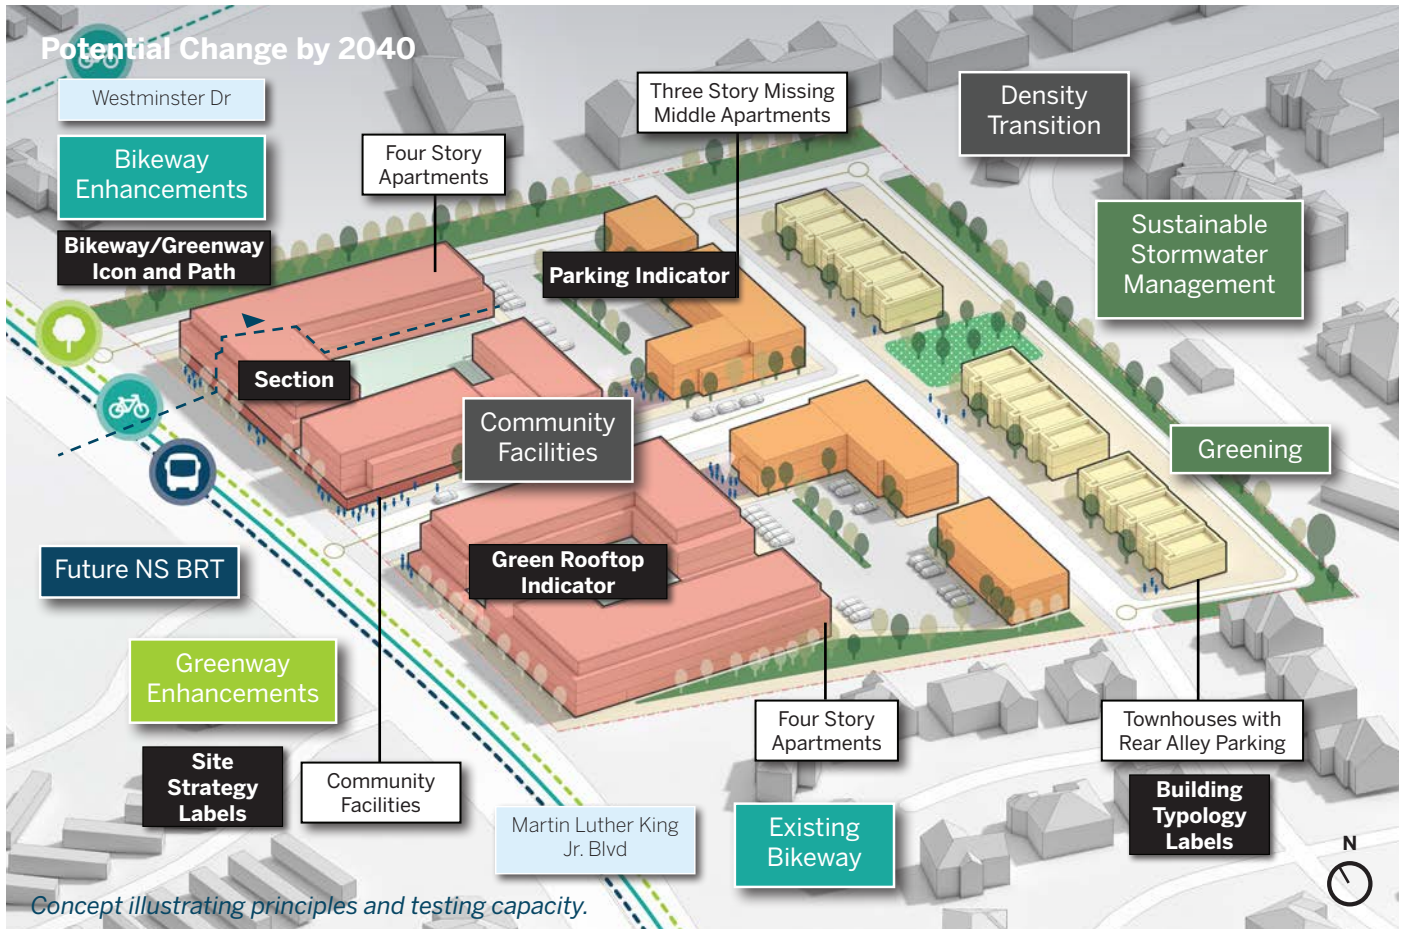 Potential Change by 2040
Westminster Dr
Bikeway
Enhancements
Bikeway/Greenway
Icon and Path
Four Story
Apartments
Three Story Missing
Middle Apartments
Density
Transition
Sustainable
Stormwater
Management
Parking Indicator
Section
Community
Facilities
Greening
Green Rooftop
Indicator
Future NS BRT
Greenway
Enhancements
Site
Strategy
Labels
Community
Facilities
Four Story
Apartments
Townhouses with
Rear Alley Parking
Building
Typology
Labels
Martin Luther King
Jr. Blvd
Existing
Bikeway
N
Concept illustrating principles and testing capacity.